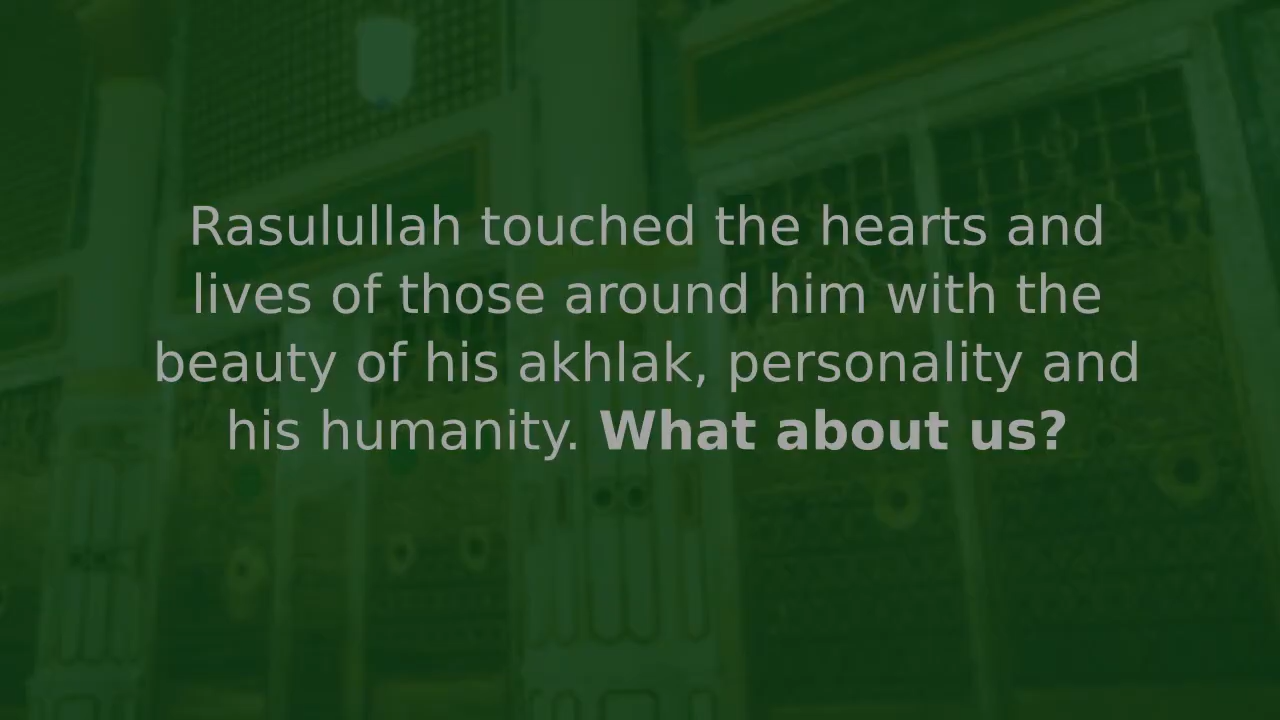 Rasulullah touched the hearts and
lives of those around him with the
beauty of his akhlak, personality and
his humanity. What about us?